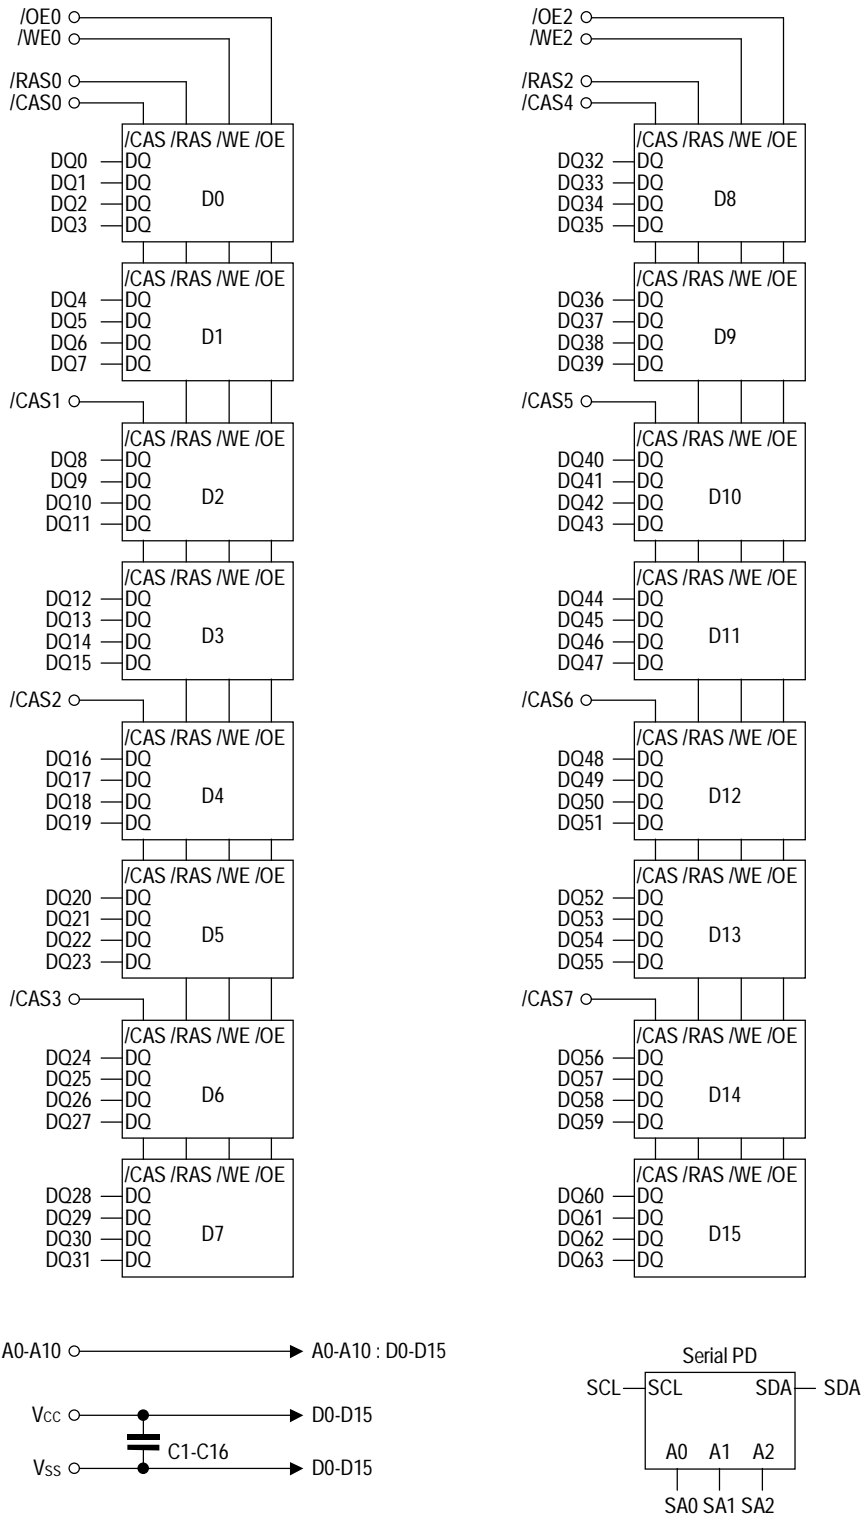 /OE0
/WE0
/RAS0
/CAS0
/CAS /RAS /WE /OE
DQ0 DQ
DQ1 DQ
DQ2 DQ D0
DQ3 DQ
/CAS /RAS /WE /OE
DQ4 DQ
DQ5 DQ
DQ6 DQ D1
DQ7 DQ
/CAS1
/CAS /RAS /WE /OE
DQ8 DQ
DQ9 DQ
DQ10 DQ D2
DQ11 DQ
/CAS /RAS /WE /OE
DQ12 DQ
DQ13 DQ
DQ14 DQ D3
DQ15 DQ
/CAS2
/CAS /RAS /WE /OE
DQ16 DQ
DQ17 DQ
DQ18 DQ D4
DQ19 DQ
/CAS /RAS /WE /OE
DQ20 DQ
DQ21 DQ
DQ22 DQ D5
DQ23 DQ
/CAS3
/CAS /RAS /WE /OE
DQ24 DQ
DQ25 DQ
DQ26 DQ D6
DQ27 DQ
/CAS /RAS /WE /OE
DQ28 DQ
DQ29 DQ
DQ30 DQ D7
DQ31 DQ
/OE2
/WE2
/RAS2
/CAS4
/CAS /RAS /WE /OE
DQ32 DQ
DQ33 DQ
DQ34 DQ D8
DQ35 DQ
/CAS /RAS /WE /OE
DQ36 DQ
DQ37 DQ
DQ38 DQ D9
DQ39 DQ
/CAS5
/CAS /RAS /WE /OE
DQ40 DQ
DQ41 DQ
DQ42 DQ D10
DQ43 DQ
/CAS /RAS /WE /OE
DQ44 DQ
DQ45 DQ
DQ46 DQ D11
DQ47 DQ
/CAS6
/CAS /RAS /WE /OE
DQ48 DQ
DQ49 DQ
DQ50 DQ D12
DQ51 DQ
/CAS /RAS /WE /OE
DQ52 DQ
DQ53 DQ
DQ54 DQ D13
DQ55 DQ
/CAS7
/CAS /RAS /WE /OE
DQ56 DQ
DQ57 DQ
DQ58 DQ D14
DQ59 DQ
/CAS /RAS /WE /OE
DQ60 DQ
DQ61 DQ
DQ62 DQ D15
DQ63 DQ
A0-A10 A0-A10 : D0-D15
Vcc D0-D15
C1-C16
Vss D0-D15
Serial PD
SCL SCL SDA SDA
A0 A1 A2
SA0 SA1 SA2